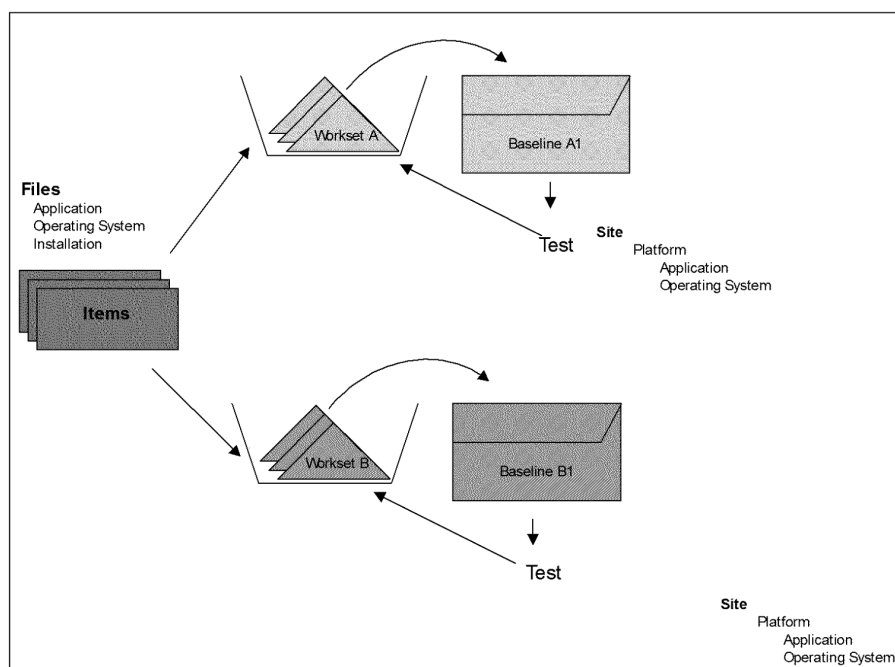 Workset A
Baseline A1
Files
Application
Operating System
Installation
Test
Site
Platform
Application
Operating System
Items
Workset B
Baseline B1
Test
Site
Platform
Application
Operating System